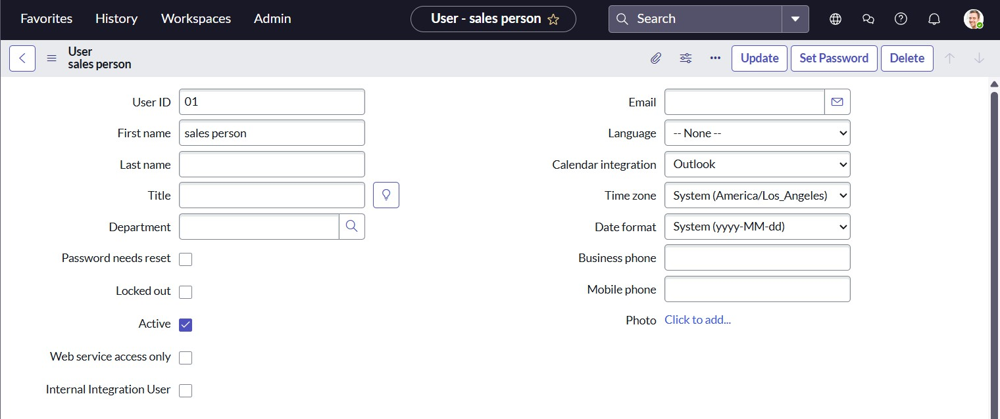 Favorites History Workspaces Admin User - sales person Search
User
sales person
Update Set Password Delete
User ID 01
First name sales person
Last name
Title
Department
Password needs reset
Locked out
Active
Web service access only
Internal Integration User
Email
Language -- None --
Calendar integration Outlook
Time zone System (America/Los_Angeles)
Date format System (yyyy-MM-dd)
Business phone
Mobile phone
Photo Click to add...